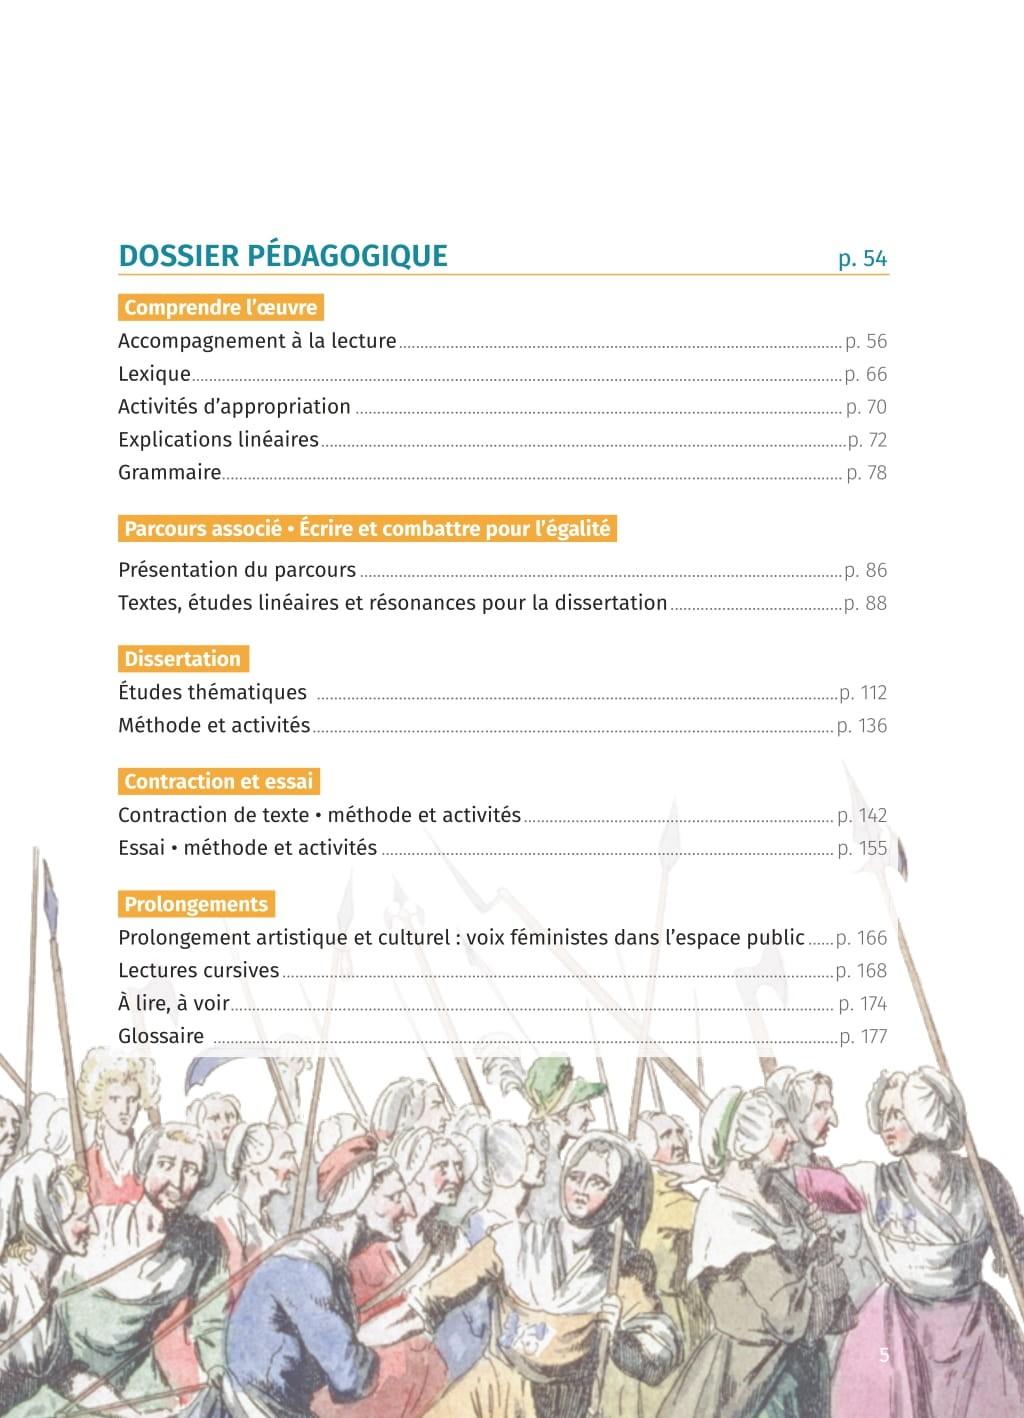 DOSSIER PÉDAGOGIQUE p. 54
Comprendre l’œuvre
Accompagnement à la lecture p. 56
Lexique p. 66
Activités d’appropriation p. 70
Explications linéaires p. 72
Grammaire p. 78
Parcours associé • Écrire et combattre pour l’égalité
Présentation du parcours p. 86
Textes, études linéaires et résonances pour la dissertation p. 88
Dissertation
Études thématiques p. 112
Méthode et activités p. 136
Contraction et essai
Contraction de texte • méthode et activités p. 142
Essai • méthode et activités p. 155
Prolongements
Prolongement artistique et culturel : voix féministes dans l’espace public p. 166
Lectures cursives p. 168
À lire, à voir p. 174
Glossaire p. 177
5